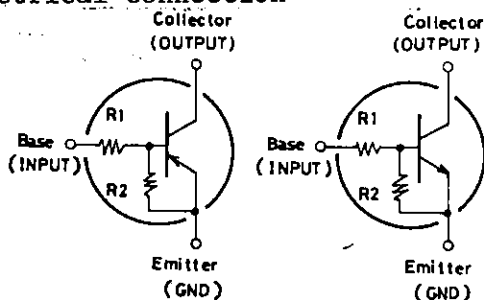 Collector
(OUTPUT)
R1
Base
(INPUT)
R2
Emitter
(GND)
Collector
(OUTPUT)
R1
Base
(INPUT)
R2
Emitter
(GND)